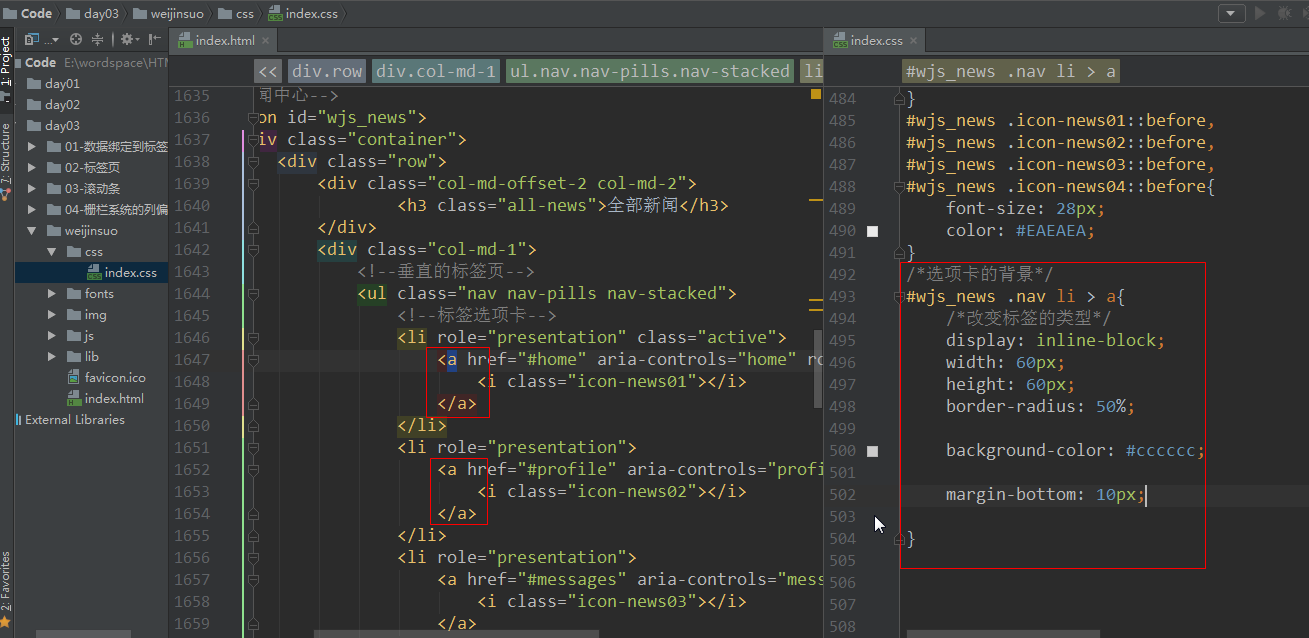 Code day03 weijinsuo css index.css
1: Project
7: Structure
2: Favorites
Code E:\wordspace\HTM
day01
day02
day03
01-数据绑定到标签
02-标签页
03-滚动条
04-栅栏系统的列偏
weijinsuo
css
index.css
fonts
img
js
lib
favicon.ico
index.html
External Libraries
index.html
<< div.row div.col-md-1 ul.nav.nav-pills.nav-stacked li
1635 闻中心-->
1636 on id="wjs_news">
1637 iv class="container">
1638 <div class="row">
1639 <div class="col-md-offset-2 col-md-2">
1640 <h3 class="all-news">全部新闻</h3>
1641 </div>
1642 <div class="col-md-1">
1643 <!--垂直的标签页-->
1644 <ul class="nav nav-pills nav-stacked">
1645 <!--标签选项卡-->
1646 <li role="presentation" class="active">
1647 <a href="#home" aria-controls="home" ro
1648 <i class="icon-news01"></i>
1649 </a>
1650 </li>
1651 <li role="presentation">
1652 <a href="#profile" aria-controls="profi
1653 <i class="icon-news02"></i>
1654 </a>
1655 </li>
1656 <li role="presentation">
1657 <a href="#messages" aria-controls="mess
1658 <i class="icon-news03"></i>
1659 </a>
index.css
#wjs_news .nav li > a
484 }
485 #wjs_news .icon-news01::before,
486 #wjs_news .icon-news02::before,
487 #wjs_news .icon-news03::before,
488 #wjs_news .icon-news04::before{
489 font-size: 28px;
490 color: #EAEAEA;
491 }
492 /*选项卡的背景*/
493 #wjs_news .nav li > a{
494 /*改变标签的类型*/
495 display: inline-block;
496 width: 60px;
497 height: 60px;
498 border-radius: 50%;
499
500 background-color: #cccccc;
501
502 margin-bottom: 10px;
503
504 }
505
506
507
508